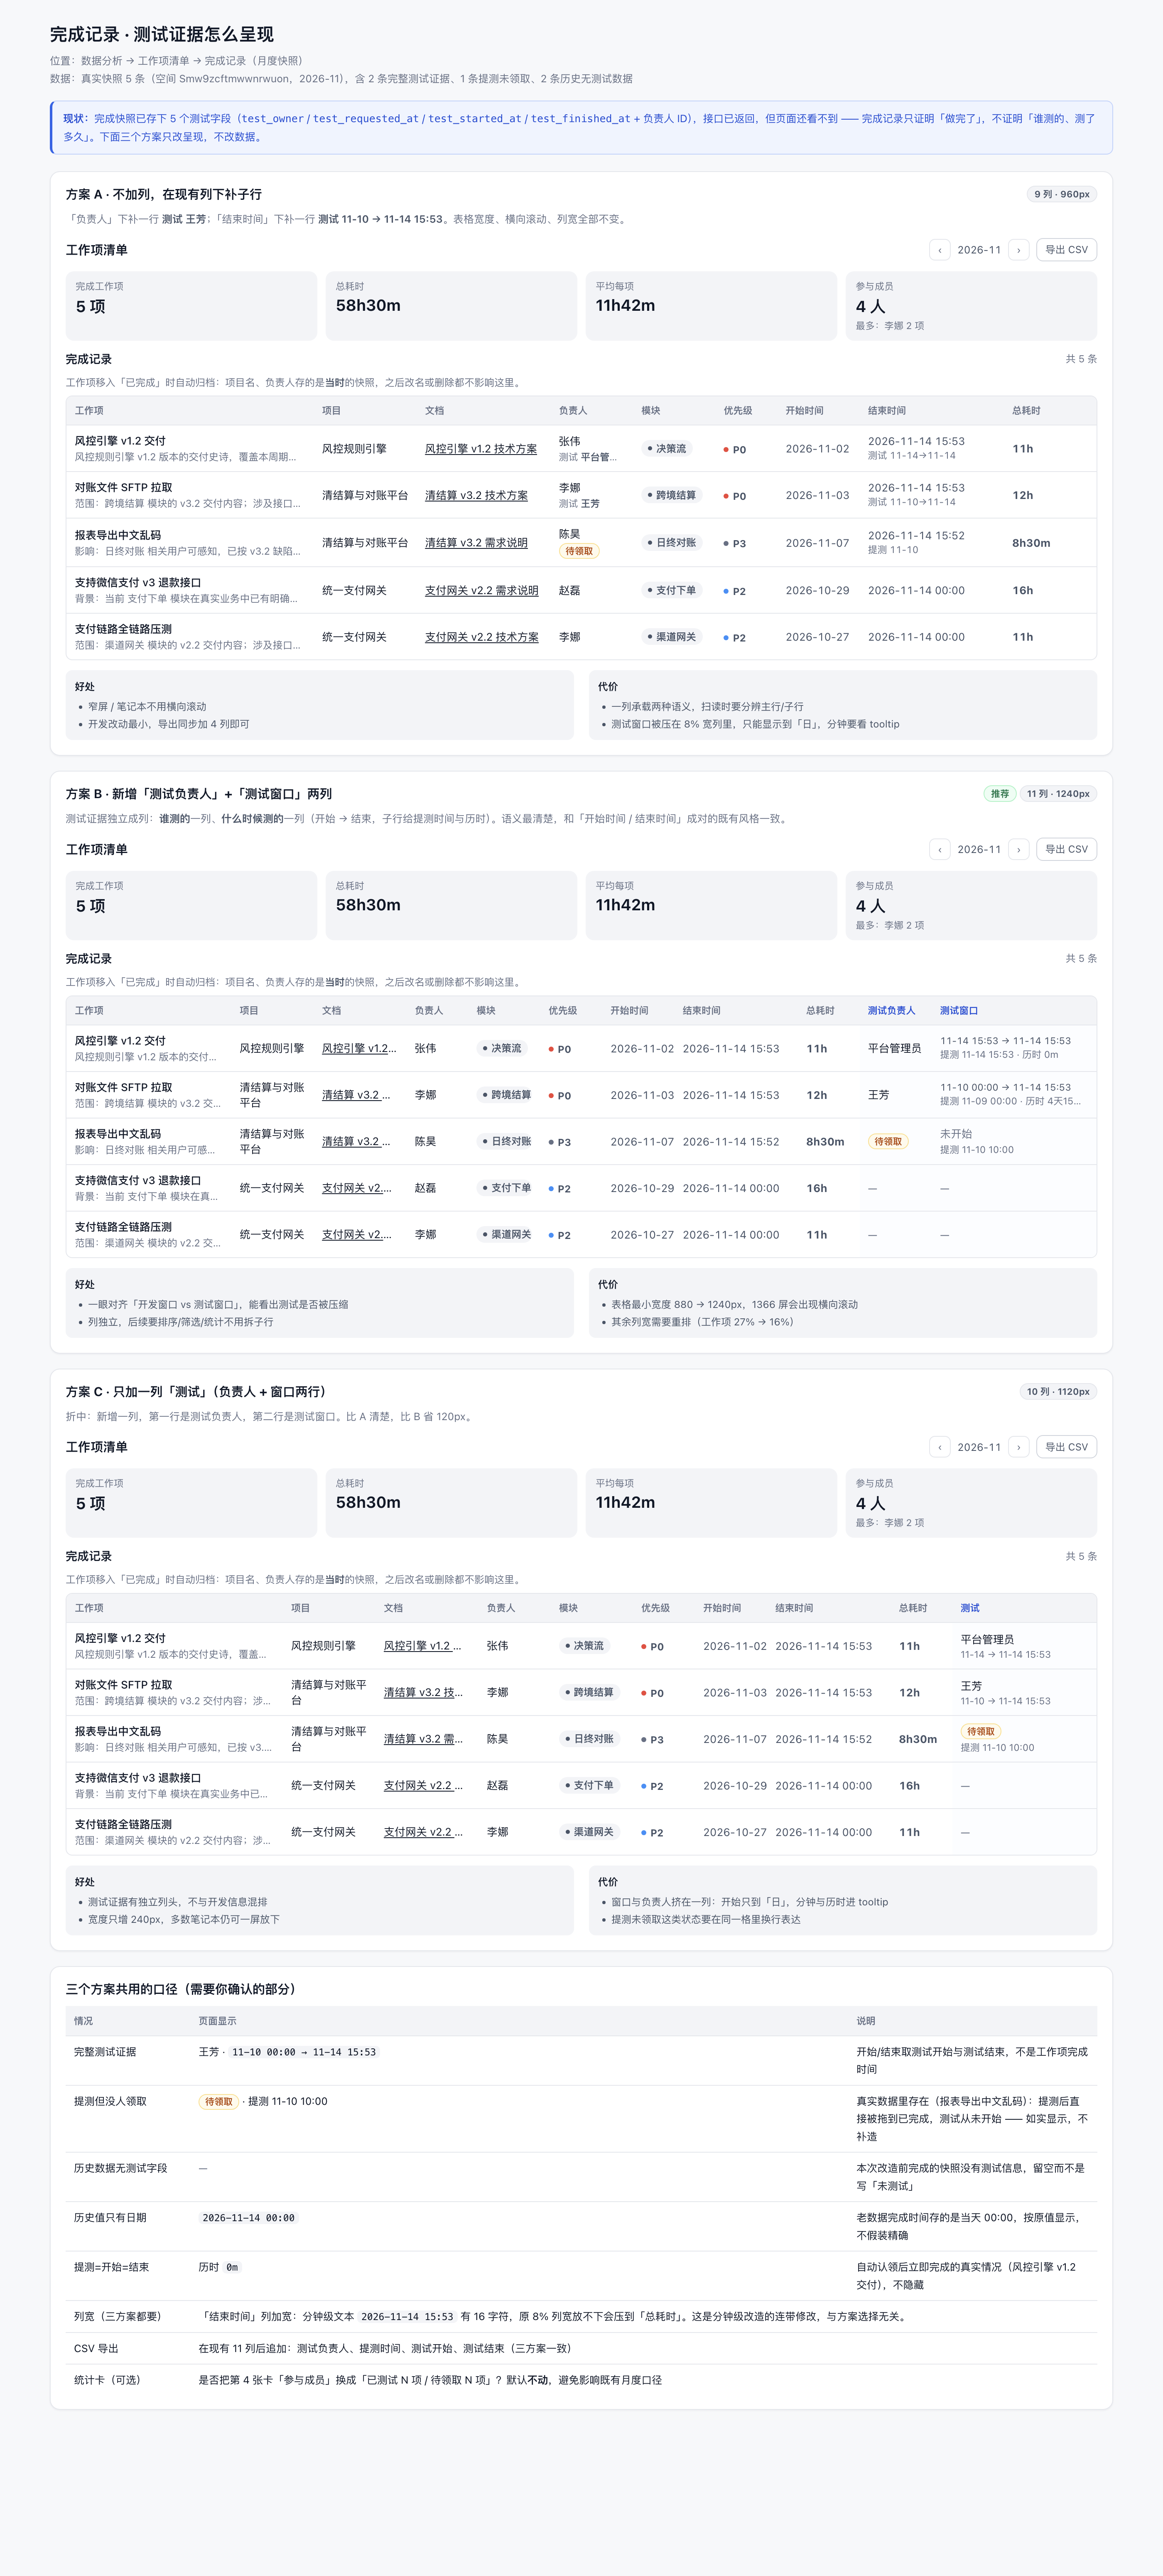 完成记录 · 测试证据怎么呈现
位置：数据分析 → 工作项清单 → 完成记录（月度快照）
数据：真实快照 5 条（空间 Smw9zcftmwwnrwuon，2026-11），含 2 条完整测试证据、1 条提测未领取、2 条历史无测试数据
现状：完成快照已存下 5 个测试字段（test_owner / test_requested_at / test_started_at / test_finished_at + 负责人 ID），接口已返回，但页面还看不到 —— 完成记录只证明「做完了」，不证明「谁测的、测了
多久」。下面三个方案只改呈现，不改数据。
方案 A · 不加列，在现有列下补子行
9 列 · 960px
「负责人」下补一行 测试 王芳；「结束时间」下补一行 测试 11-10 → 11-14 15:53。表格宽度、横向滚动、列宽全部不变。
工作项清单
‹ 2026-11 › 导出 CSV
完成工作项 总耗时 平均每项 参与成员
5 项 58h30m 11h42m 4 人
最多：李娜 2 项
完成记录 共 5 条
工作项移入「已完成」时自动归档：项目名、负责人存的是当时的快照，之后改名或删除都不影响这里。
工作项 项目 文档 负责人 模块 优先级 开始时间 结束时间 总耗时
风控引擎 v1.2 交付 风控规则引擎 风控引擎 v1.2 技术方案 张伟 决策流 P0 2026-11-02 2026-11-14 15:53 11h
风控规则引擎 v1.2 版本的交付史诗，覆盖本周期... 测试 平台管... 测试 11-14→11-14
对账文件 SFTP 拉取 清结算与对账平台 清结算 v3.2 技术方案 李娜 跨境结算 P0 2026-11-03 2026-11-14 15:53 12h
范围：跨境结算 模块的 v3.2 交付内容；涉及接口... 测试 王芳 测试 11-10→11-14
报表导出中文乱码 清结算与对账平台 清结算 v3.2 需求说明 陈昊 日终对账 P3 2026-11-07 2026-11-14 15:52 8h30m
影响：日终对账 相关用户可感知，已按 v3.2 缺陷... 待领取 提测 11-10
支持微信支付 v3 退款接口 统一支付网关 支付网关 v2.2 需求说明 赵磊 支付下单 P2 2026-10-29 2026-11-14 00:00 16h
背景：当前 支付下单 模块在真实业务中已有明确...
支付链路全链路压测 统一支付网关 支付网关 v2.2 技术方案 李娜 渠道网关 P2 2026-10-27 2026-11-14 00:00 11h
范围：渠道网关 模块的 v2.2 交付内容；涉及接口...
好处
窄屏 / 笔记本不用横向滚动
开发改动最小，导出同步加 4 列即可
代价
一列承载两种语义，扫读时要分辨主行/子行
测试窗口被压在 8% 宽列里，只能显示到「日」，分钟要看 tooltip
方案 B · 新增「测试负责人」+「测试窗口」两列
推荐 11 列 · 1240px
测试证据独立成列：谁测的一列、什么时候测的一列（开始 → 结束，子行给提测时间与历时）。语义最清楚，和「开始时间 / 结束时间」成对的既有风格一致。
工作项清单
‹ 2026-11 › 导出 CSV
完成工作项 总耗时 平均每项 参与成员
5 项 58h30m 11h42m 4 人
最多：李娜 2 项
完成记录 共 5 条
工作项移入「已完成」时自动归档：项目名、负责人存的是当时的快照，之后改名或删除都不影响这里。
工作项 项目 文档 负责人 模块 优先级 开始时间 结束时间 总耗时 测试负责人 测试窗口
风控引擎 v1.2 交付 风控规则引擎 风控引擎 v1.2... 张伟 决策流 P0 2026-11-02 2026-11-14 15:53 11h 平台管理员 11-14 15:53 → 11-14 15:53
风控规则引擎 v1.2 版本的交付... 提测 11-14 15:53 · 历时 0m
对账文件 SFTP 拉取 清结算与对账平台 清结算 v3.2 ... 李娜 跨境结算 P0 2026-11-03 2026-11-14 15:53 12h 王芳 11-10 00:00 → 11-14 15:53
范围：跨境结算 模块的 v3.2 交... 提测 11-09 00:00 · 历时 4天15...
报表导出中文乱码 清结算与对账平台 清结算 v3.2 ... 陈昊 日终对账 P3 2026-11-07 2026-11-14 15:52 8h30m 待领取 未开始
影响：日终对账 相关用户可感... 提测 11-10 10:00
支持微信支付 v3 退款接口 统一支付网关 支付网关 v2.... 赵磊 支付下单 P2 2026-10-29 2026-11-14 00:00 16h — —
背景：当前 支付下单 模块在真...
支付链路全链路压测 统一支付网关 支付网关 v2.... 李娜 渠道网关 P2 2026-10-27 2026-11-14 00:00 11h — —
范围：渠道网关 模块的 v2.2 交...
好处
一眼对齐「开发窗口 vs 测试窗口」，能看出测试是否被压缩
列独立，后续要排序/筛选/统计不用拆子行
代价
表格最小宽度 880 → 1240px，1366 屏会出现横向滚动
其余列宽需要重排（工作项 27% → 16%）
方案 C · 只加一列「测试」（负责人 + 窗口两行）
10 列 · 1120px
折中：新增一列，第一行是测试负责人，第二行是测试窗口。比 A 清楚，比 B 省 120px。
工作项清单
‹ 2026-11 › 导出 CSV
完成工作项 总耗时 平均每项 参与成员
5 项 58h30m 11h42m 4 人
最多：李娜 2 项
完成记录 共 5 条
工作项移入「已完成」时自动归档：项目名、负责人存的是当时的快照，之后改名或删除都不影响这里。
工作项 项目 文档 负责人 模块 优先级 开始时间 结束时间 总耗时 测试
风控引擎 v1.2 交付 风控规则引擎 风控引擎 v1.2 ... 张伟 决策流 P0 2026-11-02 2026-11-14 15:53 11h 平台管理员
风控规则引擎 v1.2 版本的交付史诗，覆盖... 11-14 → 11-14 15:53
对账文件 SFTP 拉取 清结算与对账平台 清结算 v3.2 技... 李娜 跨境结算 P0 2026-11-03 2026-11-14 15:53 12h 王芳
范围：跨境结算 模块的 v3.2 交付内容；涉... 11-10 → 11-14 15:53
报表导出中文乱码 清结算与对账平台 清结算 v3.2 需... 陈昊 日终对账 P3 2026-11-07 2026-11-14 15:52 8h30m 待领取
影响：日终对账 相关用户可感知，已按 v3.... 提测 11-10 10:00
支持微信支付 v3 退款接口 统一支付网关 支付网关 v2.2 ... 赵磊 支付下单 P2 2026-10-29 2026-11-14 00:00 16h —
背景：当前 支付下单 模块在真实业务中已...
支付链路全链路压测 统一支付网关 支付网关 v2.2 ... 李娜 渠道网关 P2 2026-10-27 2026-11-14 00:00 11h —
范围：渠道网关 模块的 v2.2 交付内容；涉...
好处
测试证据有独立列头，不与开发信息混排
宽度只增 240px，多数笔记本仍可一屏放下
代价
窗口与负责人挤在一列：开始只到「日」，分钟与历时进 tooltip
提测未领取这类状态要在同一格里换行表达
三个方案共用的口径（需要你确认的部分）
情况 页面显示 说明
完整测试证据 王芳 · 11-10 00:00 → 11-14 15:53 开始/结束取测试开始与测试结束，不是工作项完成
时间
提测但没人领取 待领取 · 提测 11-10 10:00 真实数据里存在（报表导出中文乱码）：提测后直
接被拖到已完成，测试从未开始 —— 如实显示，不
补造
历史数据无测试字段 — 本次改造前完成的快照没有测试信息，留空而不是
写「未测试」
历史值只有日期 2026-11-14 00:00 老数据完成时间存的是当天 00:00，按原值显示，
不假装精确
提测=开始=结束 历时 0m 自动认领后立即完成的真实情况（风控引擎 v1.2
交付），不隐藏
列宽（三方案都要） 「结束时间」列加宽：分钟级文本 2026-11-14 15:53 有 16 字符，原 8% 列宽放不下会压到「总耗时」。这是分钟级改造的连带修改，与方案选择无关。
CSV 导出 在现有 11 列后追加：测试负责人、提测时间、测试开始、测试结束（三方案一致）
统计卡（可选） 是否把第 4 张卡「参与成员」换成「已测试 N 项 / 待领取 N 项」？默认不动，避免影响既有月度口径